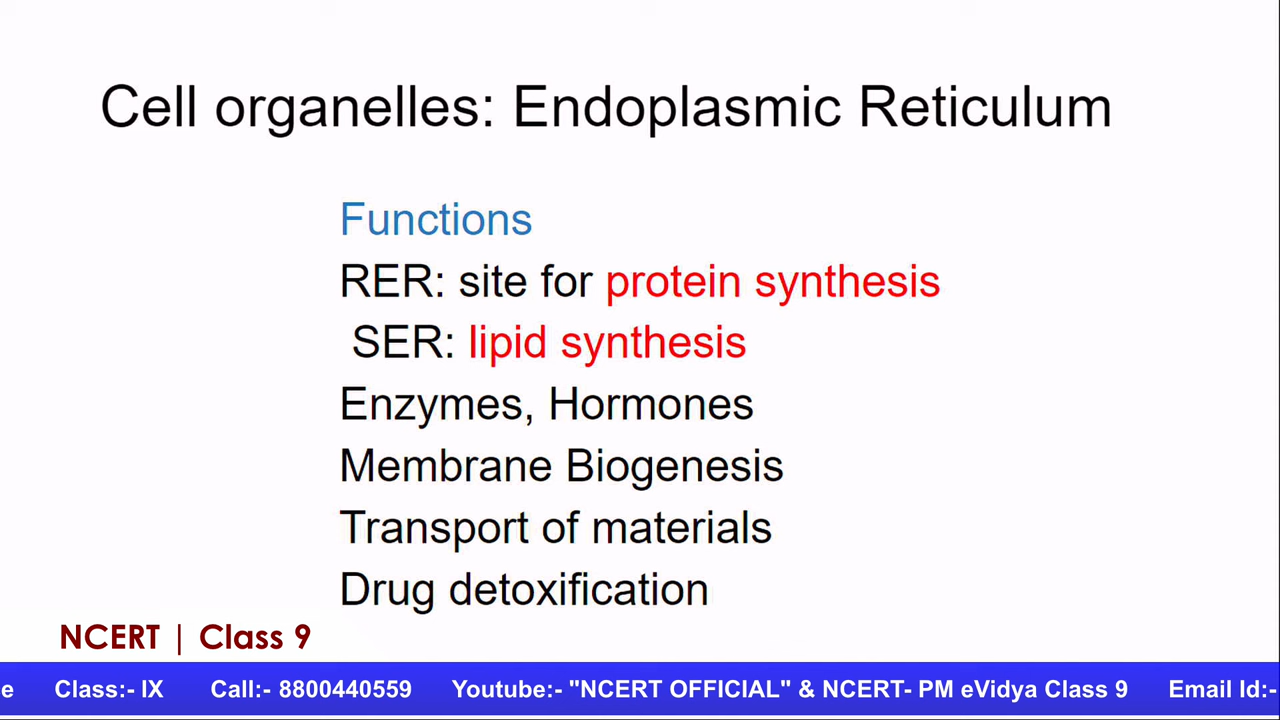 Cell organelles: Endoplasmic Reticulum
Functions
RER: site for protein synthesis
SER: lipid synthesis
Enzymes, Hormones
Membrane Biogenesis
Transport of materials
Drug detoxification
NCERT | Class 9
e Class:- IX Call:- 8800440559 Youtube:- "NCERT OFFICIAL" & NCERT- PM eVidya Class 9 Email Id:-